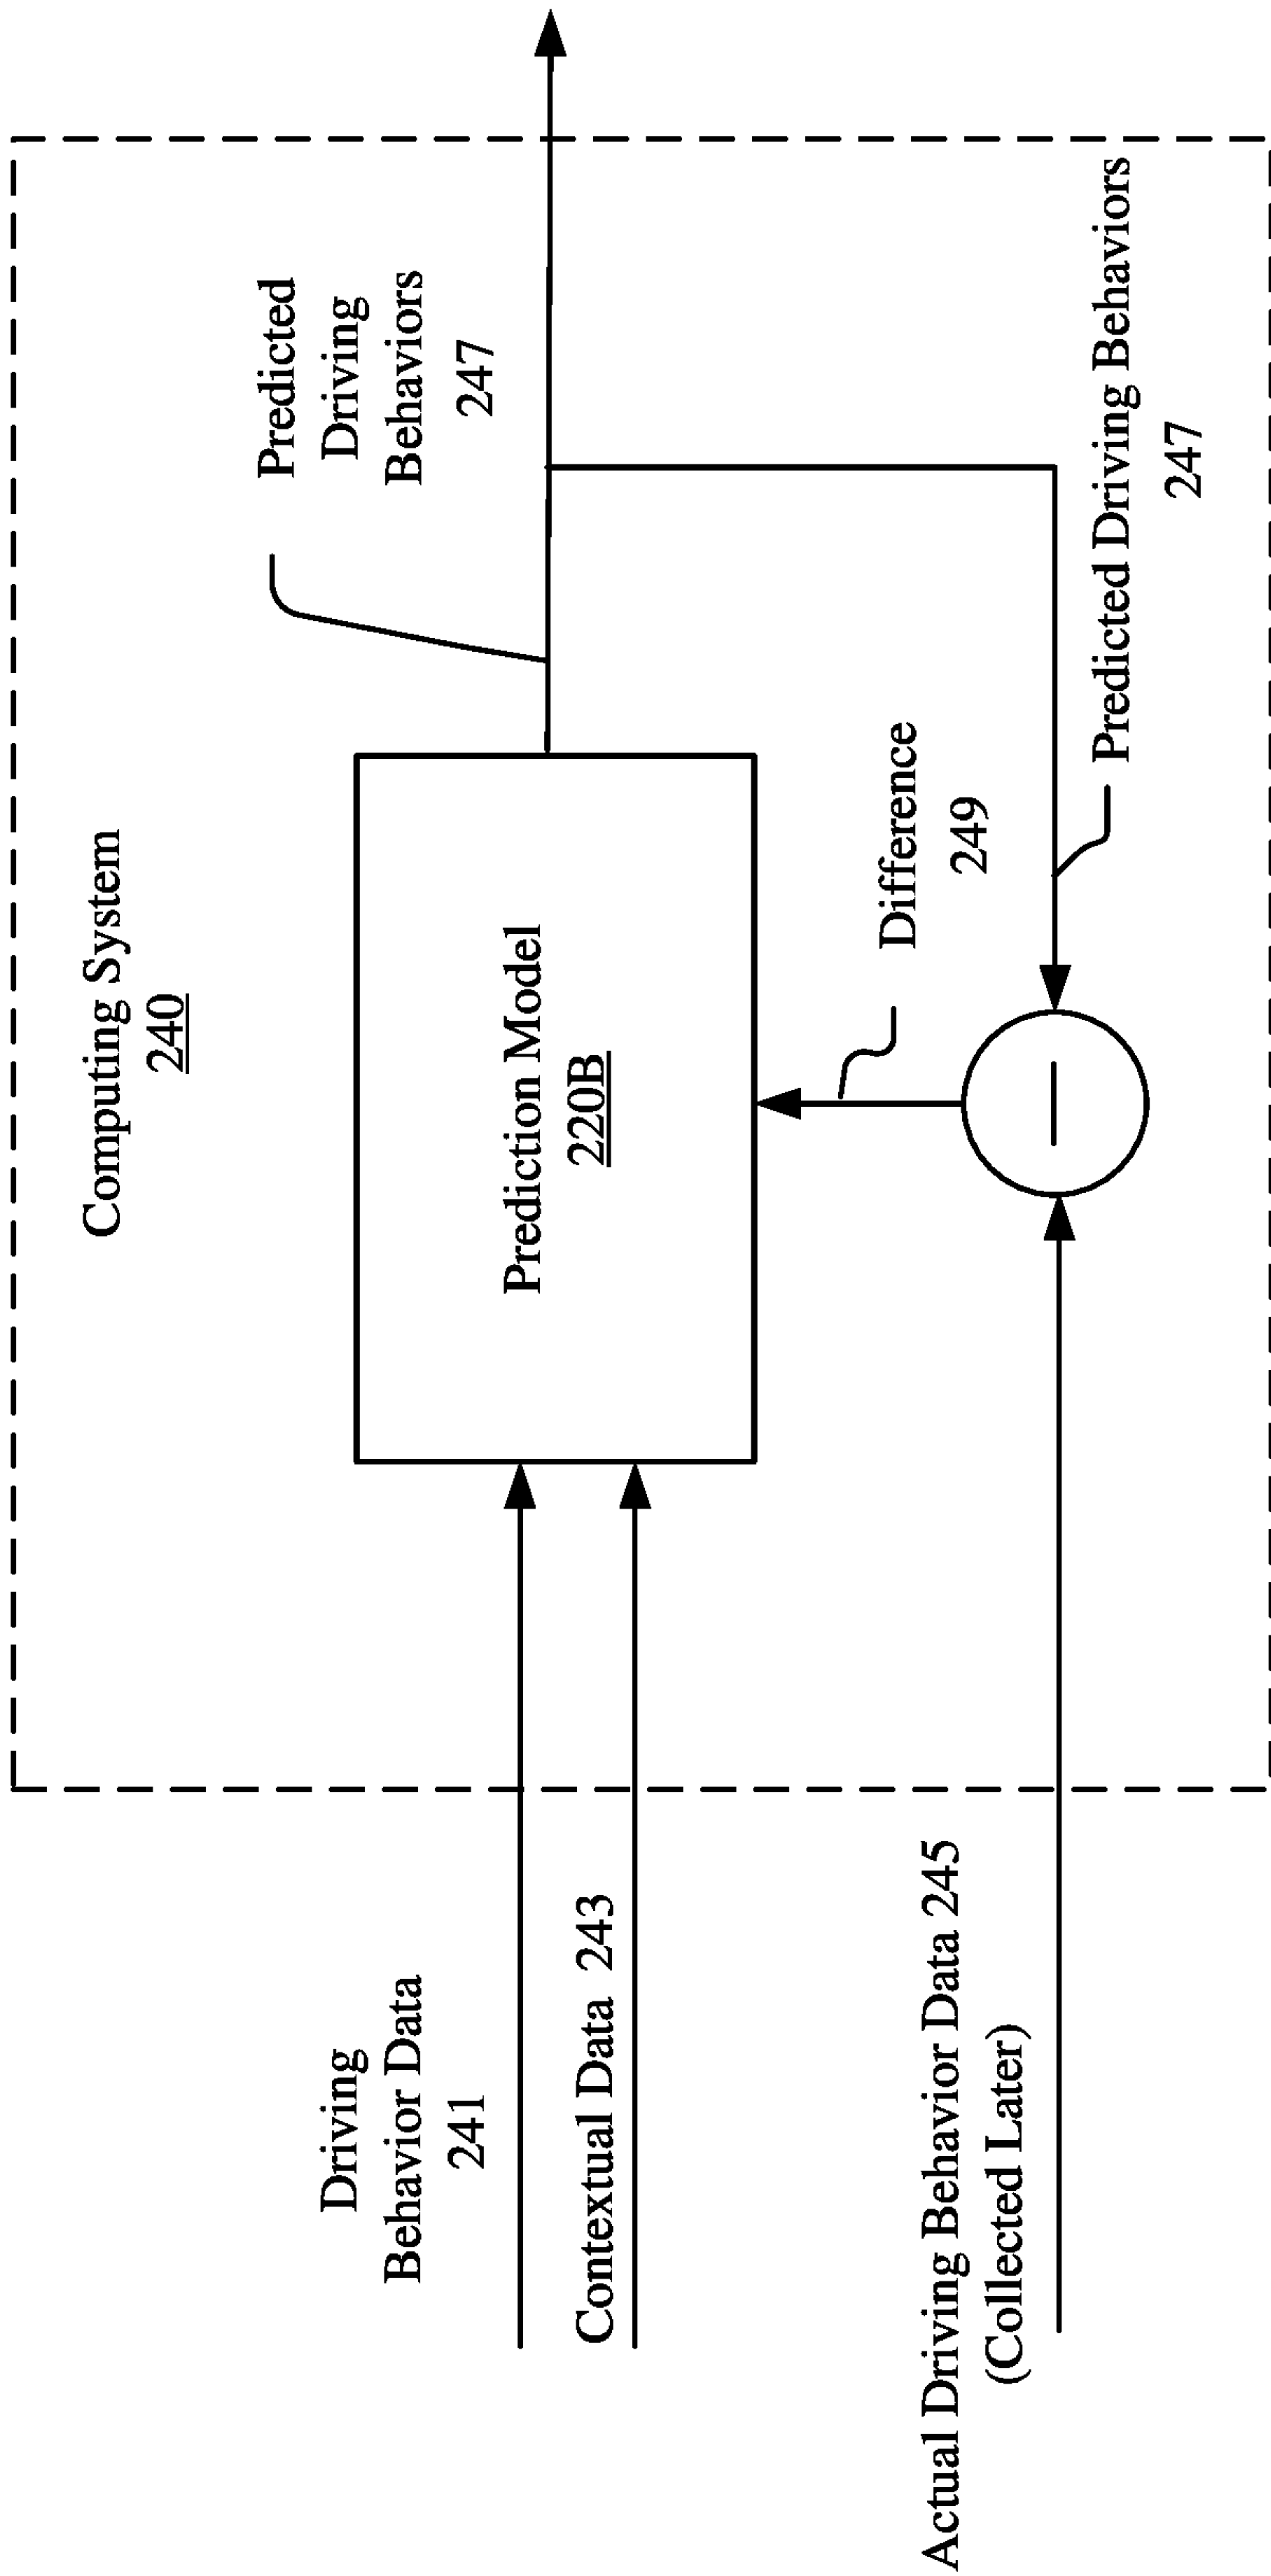 Computing System
240
Predicted
Driving
Behaviors
247
Driving
Behavior Data
241
Prediction Model
220B
Contextual Data 243
Difference
249
Actual Driving Behavior Data 245
(Collected Later)
Predicted Driving Behaviors
247